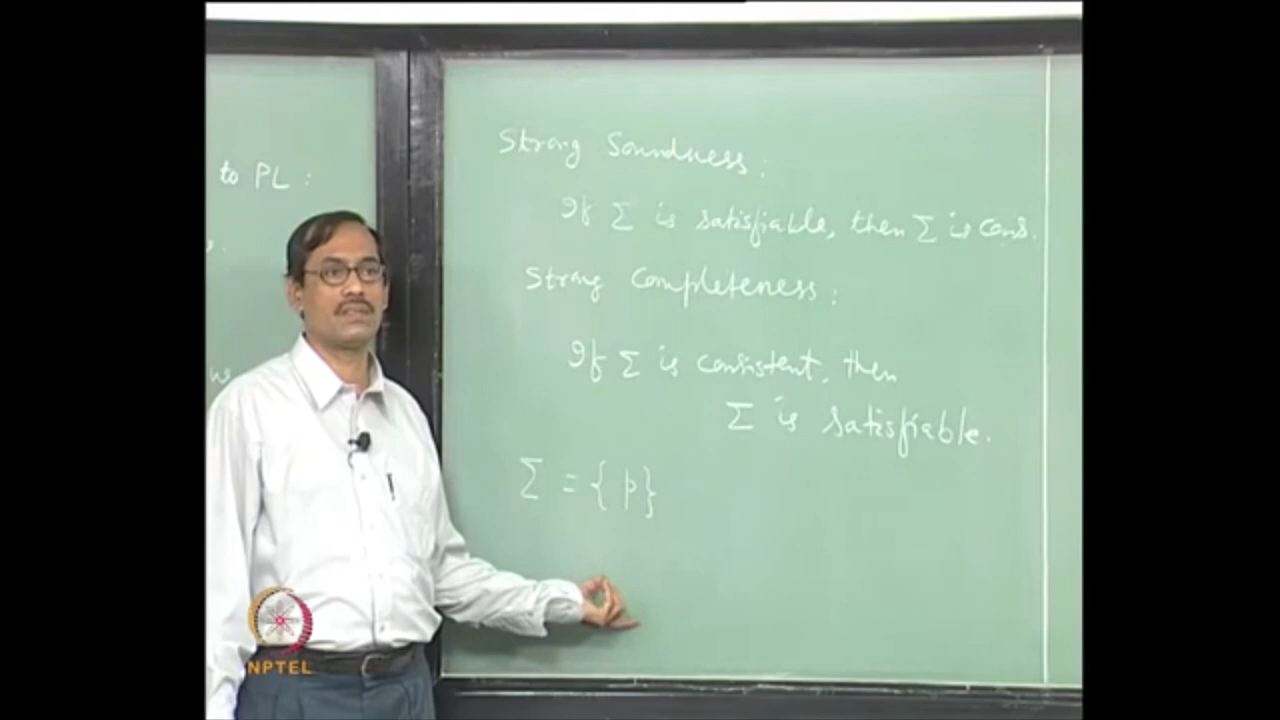 to PL :
Strong Soundness :
If Σ is satisfiable, then Σ is cons.
Strong Completeness :
If Σ is consistent, then
Σ is satisfiable.
Σ = { p }
NPTEL